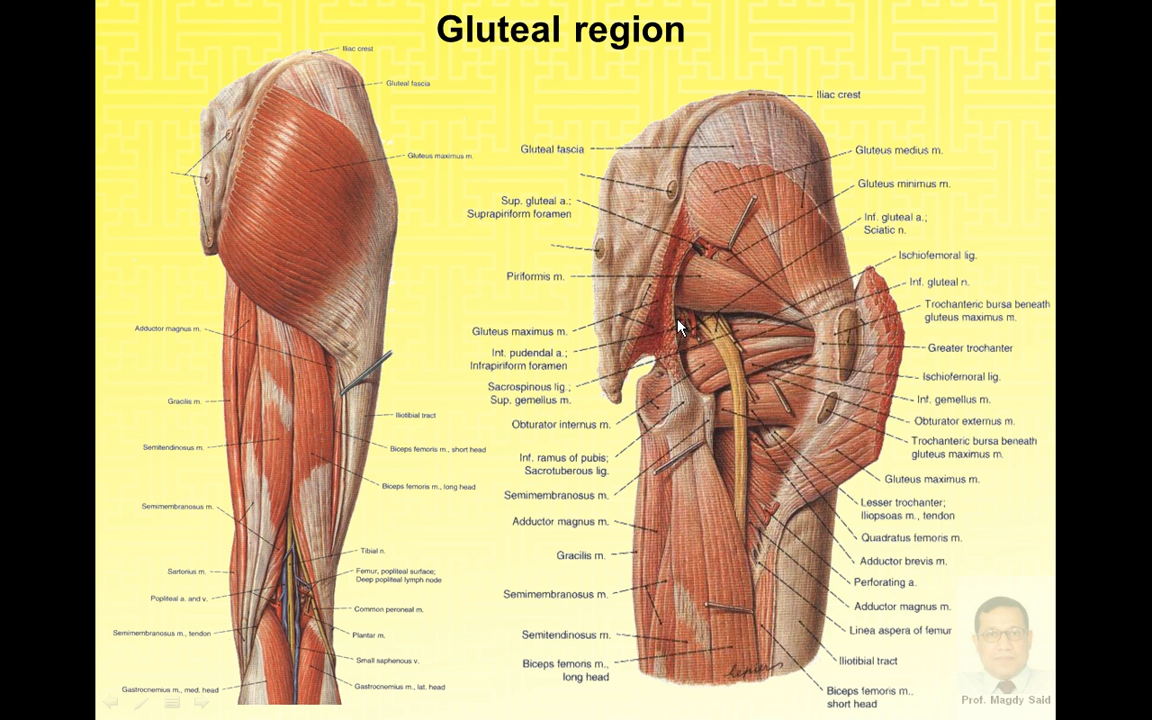 Gluteal region
Iliac crest
Gluteal fascia
Gluteus maximus m.
Adductor magnus m.
Gracilis m.
Iliotibial tract
Semitendinosus m.
Biceps femoris m., short head
Biceps femoris m., long head
Semimembranosus m.
Tibial n.
Sartorius m.
Femur, popliteal surface;
Deep popliteal lymph node
Popliteal a. and v.
Common peroneal m.
Semimembranosus m., tendon
Plantar m.
Small saphenous v.
Gastrocnemius m., med. head
Gastrocnemius m., lat. head
Iliac crest
Gluteal fascia
Sup. gluteal a.;
Suprapiriform foramen
Piriformis m.
Gluteus maximus m.
Int. pudendal a.;
Infrapiriform foramen
Sacrospinous lig.;
Sup. gemellus m.
Obturator internus m.
Inf. ramus of pubis;
Sacrotuberous lig.
Semimembranosus m.
Adductor magnus m.
Gracilis m.
Semimembranosus m.
Semitendinosus m.
Biceps femoris m.,
long head
Gluteus medius m.
Gluteus minimus m.
Inf. gluteal a.;
Sciatic n.
Ischiofemoral lig.
Inf. gluteal n.
Trochanteric bursa beneath
gluteus maximus m.
Greater trochanter
Ischiofemoral lig.
Inf. gemellus m.
Obturator externus m.
Trochanteric bursa beneath
gluteus maximus m.
Gluteus maximus m.
Lesser trochanter;
Iliopsoas m., tendon
Quadratus femoris m.
Adductor brevis m.
Perforating a.
Adductor magnus m.
Linea aspera of femur
Iliotibial tract
Biceps femoris m.,
short head
Prof. Magdy Said